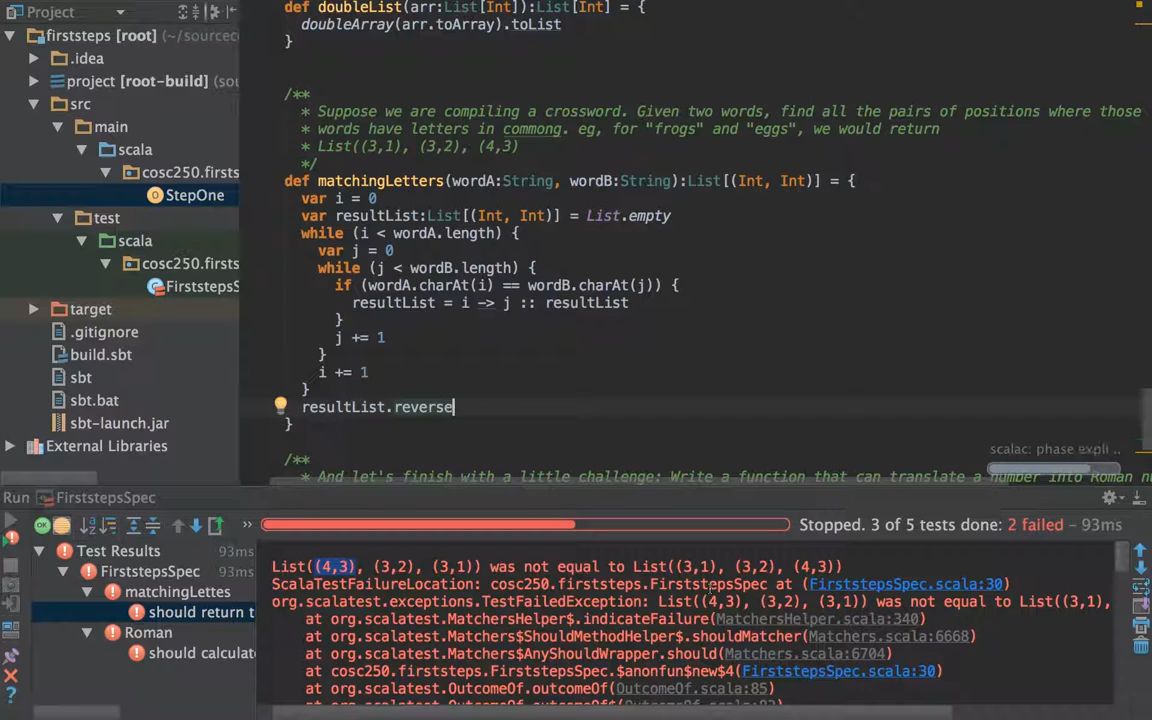 Project
firststeps [root] (~/sourcec
.idea
project [root-build] (sou
src
main
scala
cosc250.firsts
StepOne
test
scala
cosc250.firsts
FirststepsS
target
.gitignore
build.sbt
sbt
sbt.bat
sbt-launch.jar
External Libraries
def doubleList(arr:List[Int]):List[Int] = {
doubleArray(arr.toArray).toList
}
/**
* Suppose we are compiling a crossword. Given two words, find all the pairs of positions where those
* words have letters in commong. eg, for "frogs" and "eggs", we would return
* List((3,1), (3,2), (4,3)
*/
def matchingLetters(wordA:String, wordB:String):List[(Int, Int)] = {
var i = 0
var resultList:List[(Int, Int)] = List.empty
while (i < wordA.length) {
var j = 0
while (j < wordB.length) {
if (wordA.charAt(i) == wordB.charAt(j)) {
resultList = i -> j :: resultList
}
j += 1
}
i += 1
}
resultList.reverse
}
/**
* And let's finish with a little challenge: Write a function that can translate a number into Roman nu
scalac: phase expli ..
Run FirststepsSpec
Stopped. 3 of 5 tests done: 2 failed – 93ms
Test Results 93ms
FirststepsSpec 93ms
matchingLettes
should return t
Roman
should calculate
List((4,3), (3,2), (3,1)) was not equal to List((3,1), (3,2), (4,3))
ScalaTestFailureLocation: cosc250.firststeps.FirststepsSpec at (FirststepsSpec.scala:30)
org.scalatest.exceptions.TestFailedException: List((4,3), (3,2), (3,1)) was not equal to List((3,1),
at org.scalatest.MatchersHelper$.indicateFailure(MatchersHelper.scala:340)
at org.scalatest.Matchers$ShouldMethodHelper$.shouldMatcher(Matchers.scala:6668)
at org.scalatest.Matchers$AnyShouldWrapper.should(Matchers.scala:6704)
at cosc250.firststeps.FirststepsSpec.$anonfun$new$4(FirststepsSpec.scala:30)
at org.scalatest.OutcomeOf.outcomeOf(OutcomeOf.scala:85)